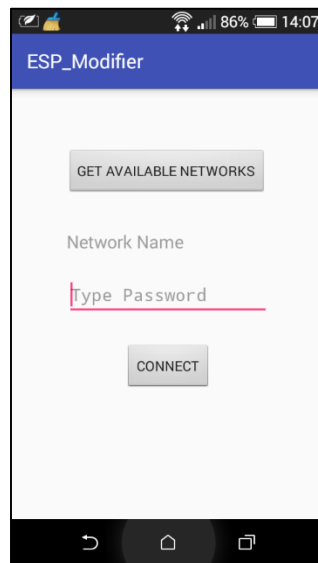 86% 14:07
ESP_Modifier
GET AVAILABLE NETWORKS
Network Name
Type Password
CONNECT